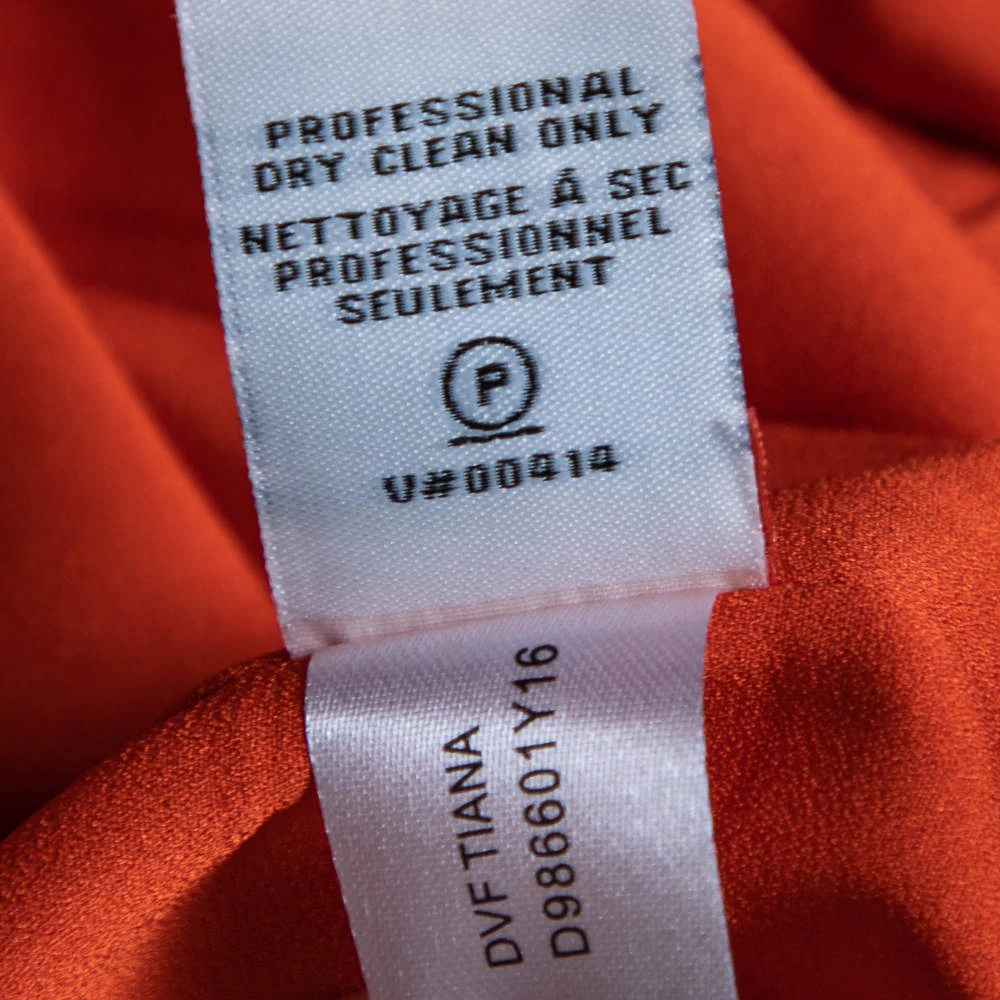 PROFESSIONAL
DRY CLEAN ONLY
NETTOYAGE Á SEC
PROFESSIONNEL
SEULEMENT
P
V#00414
DVF TIANA
D986601Y16